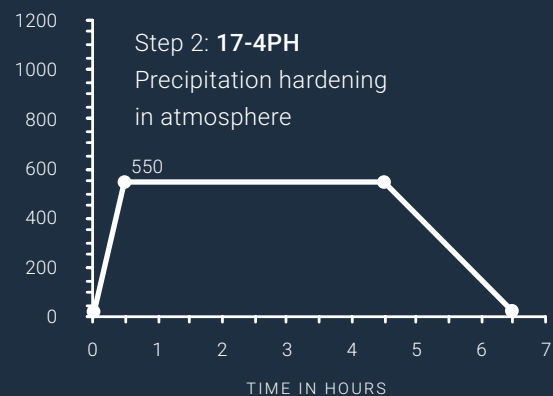 1200
Step 2: 17-4PH
1000
Precipitation hardening
800
in atmosphere
600
550
400
200
0
0 1 2 3 4 5 6 7
TIME IN HOURS